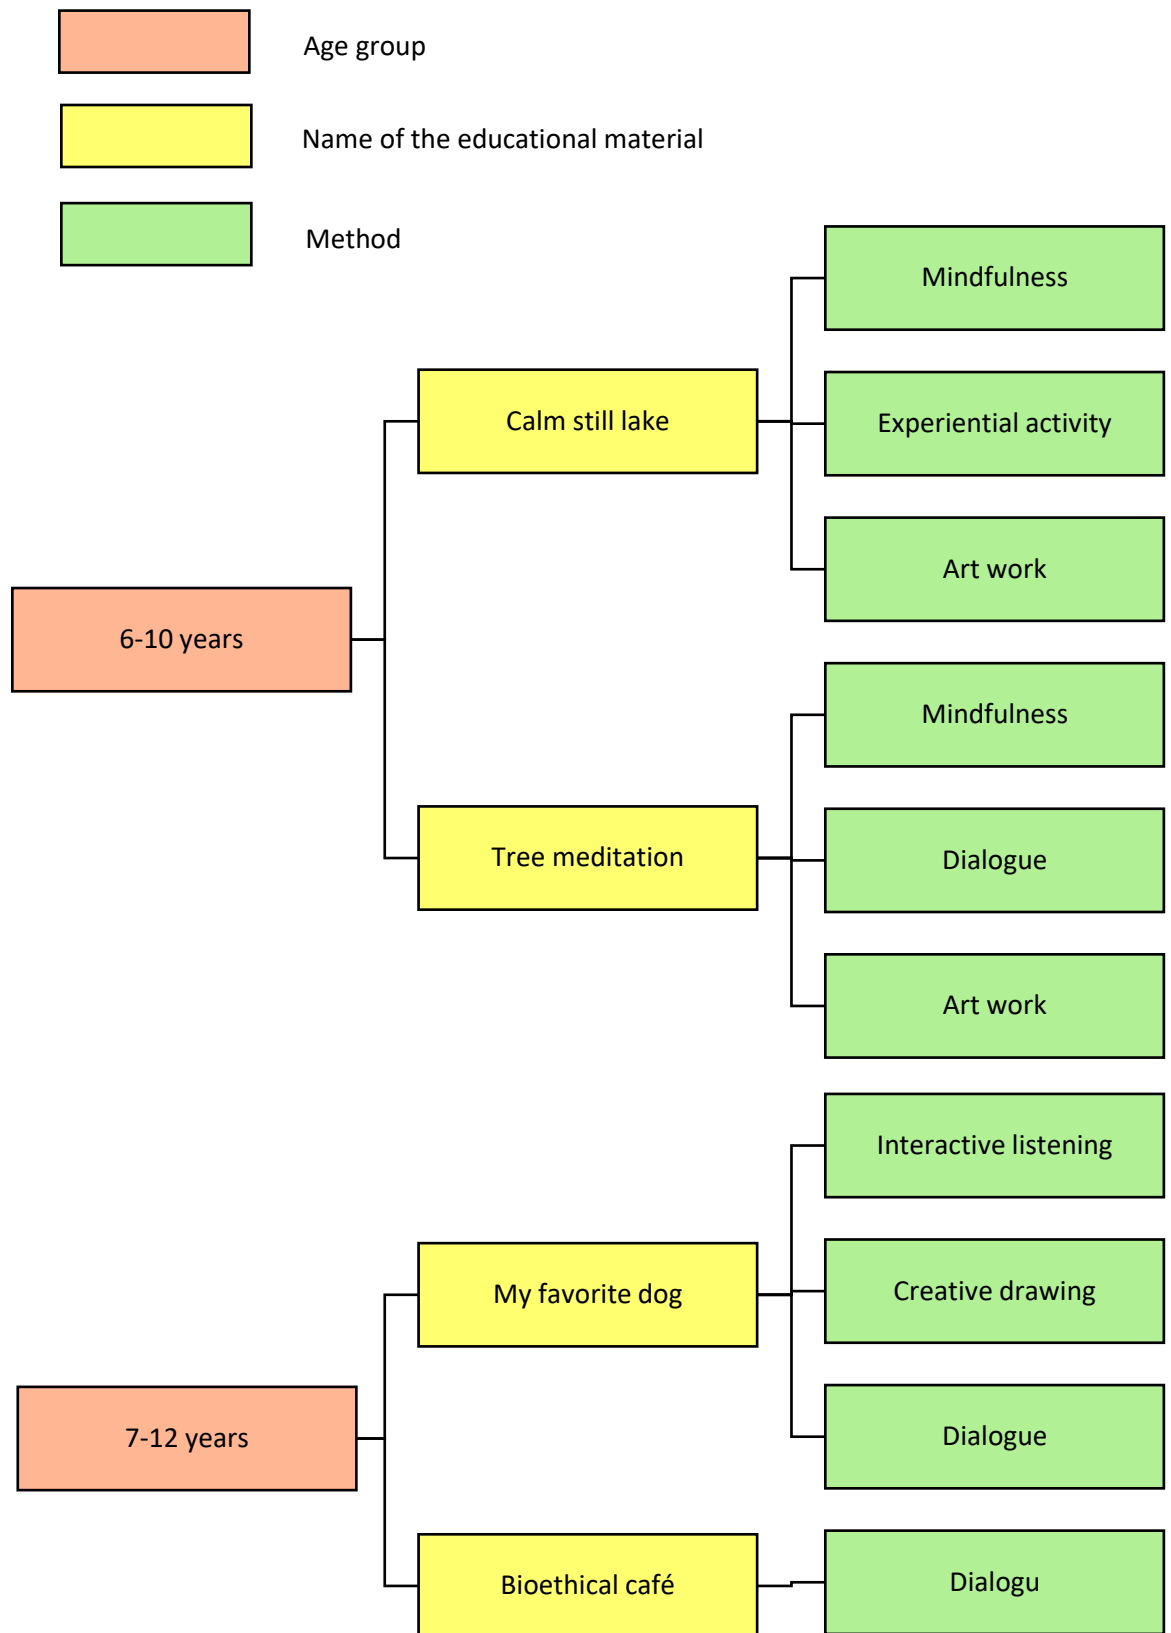 Age group
Name of the educational material
Method
6-10 years
Calm still lake
Mindfulness
Experiential activity
Art work
Tree meditation
Mindfulness
Dialogue
Art work
7-12 years
My favorite dog
Interactive listening
Creative drawing
Dialogue
Bioethical café
Dialogu